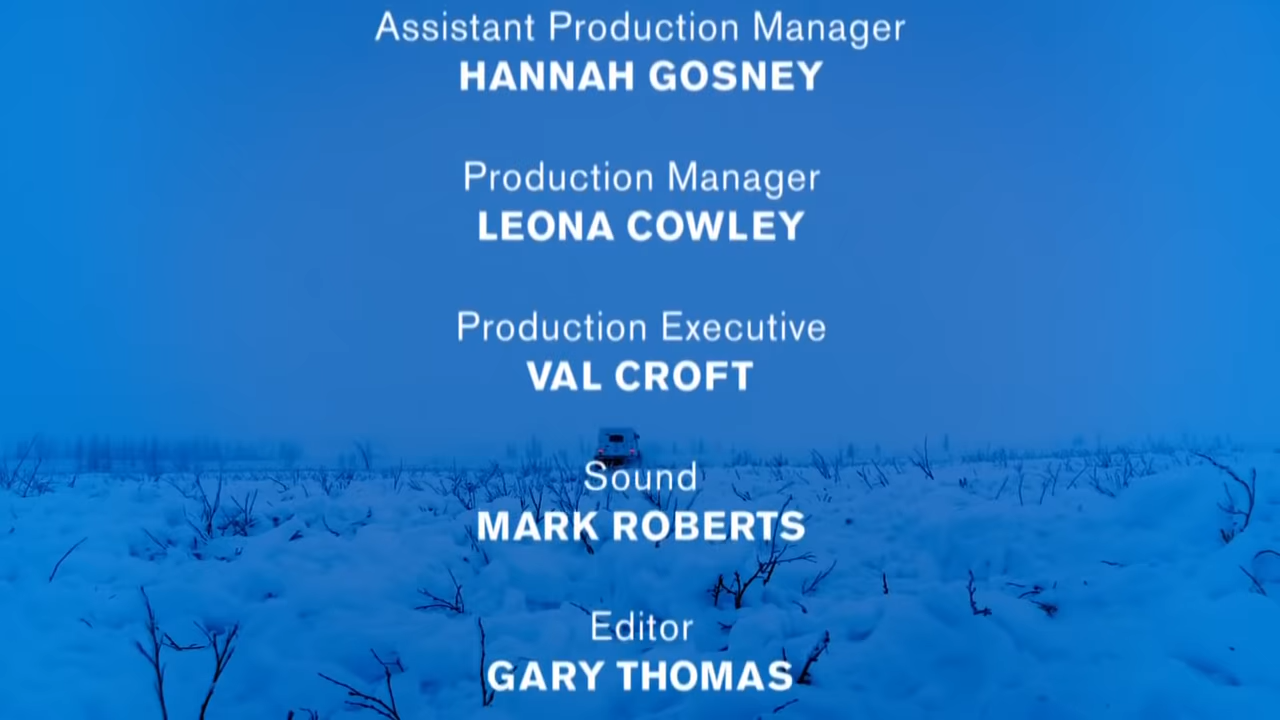 Assistant Production Manager
HANNAH GOSNEY
Production Manager
LEONA COWLEY
Production Executive
VAL CROFT
Sound
MARK ROBERTS
Editor
GARY THOMAS